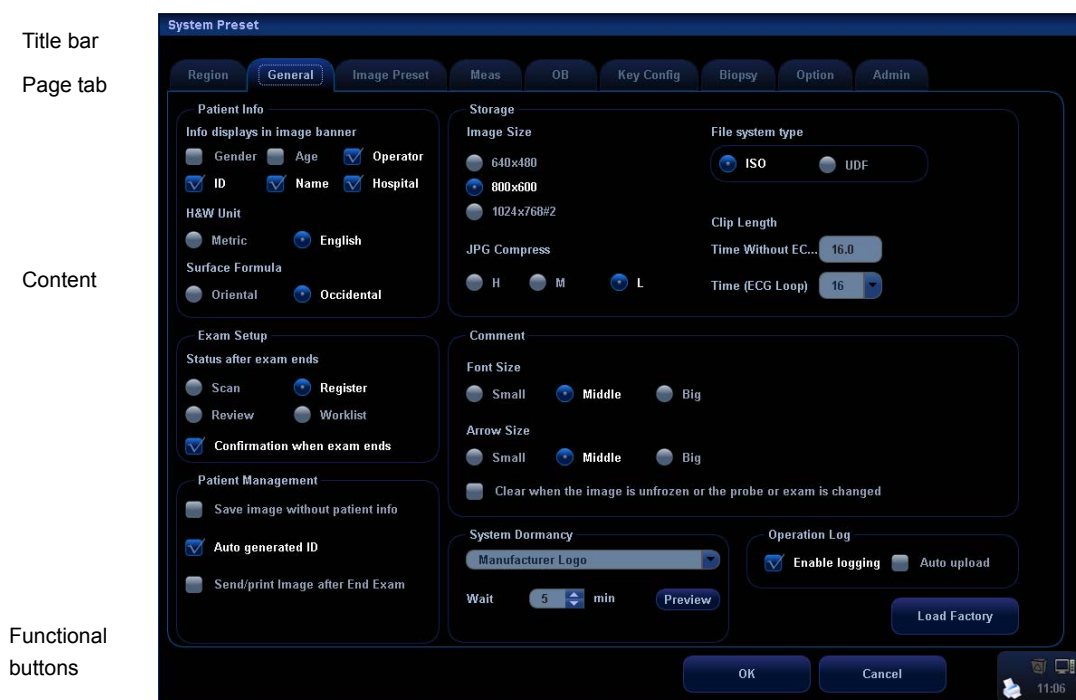 System Preset
Title bar
Page tab
Region General Image Preset Meas OB Key Config Biopsy Option Admin
Patient Info
Info displays in image banner
Gender Age Operator
ID Name Hospital
H&W Unit
Metric English
Surface Formula
Oriental Occidental
Storage
Image Size
640x480
800x600
1024x768#2
JPG Compress
H M L
File system type
ISO UDF
Clip Length
Time Without EC... 16.0
Time (ECG Loop) 16
Content
Exam Setup
Status after exam ends
Scan Register
Review Worklist
Confirmation when exam ends
Comment
Font Size
Small Middle Big
Arrow Size
Small Middle Big
Clear when the image is unfrozen or the probe or exam is changed
Patient Management
Save image without patient info
Auto generated ID
Send/print Image after End Exam
System Dormancy
Manufacturer Logo
Wait 5 min Preview
Operation Log
Enable logging Auto upload
Load Factory
Functional
buttons
OK Cancel
11:06